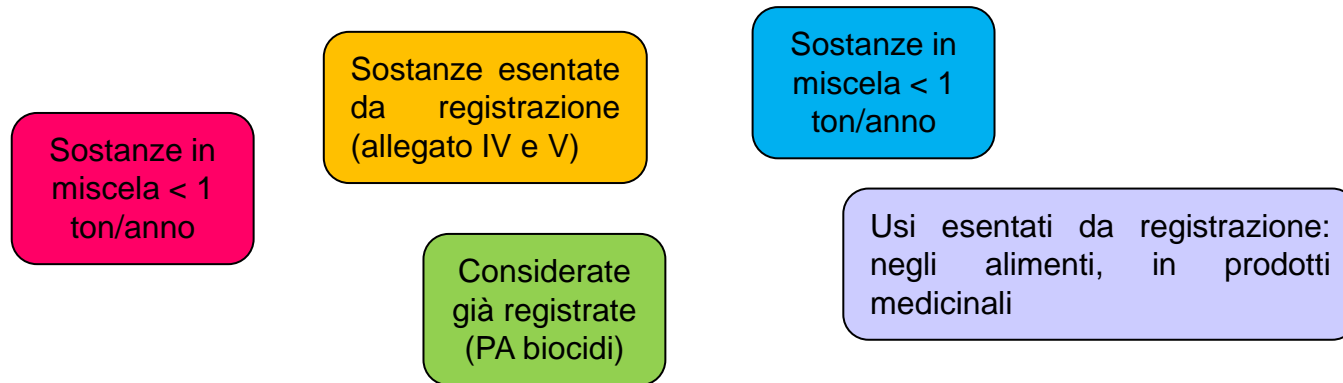 Sostanze in
miscela < 1
ton/anno
Sostanze esentate
da registrazione
(allegato IV e V)
Sostanze in
miscela < 1
ton/anno
Considerate
già registrate
(PA biocidi)
Usi esentati da registrazione:
negli alimenti, in prodotti
medicinali